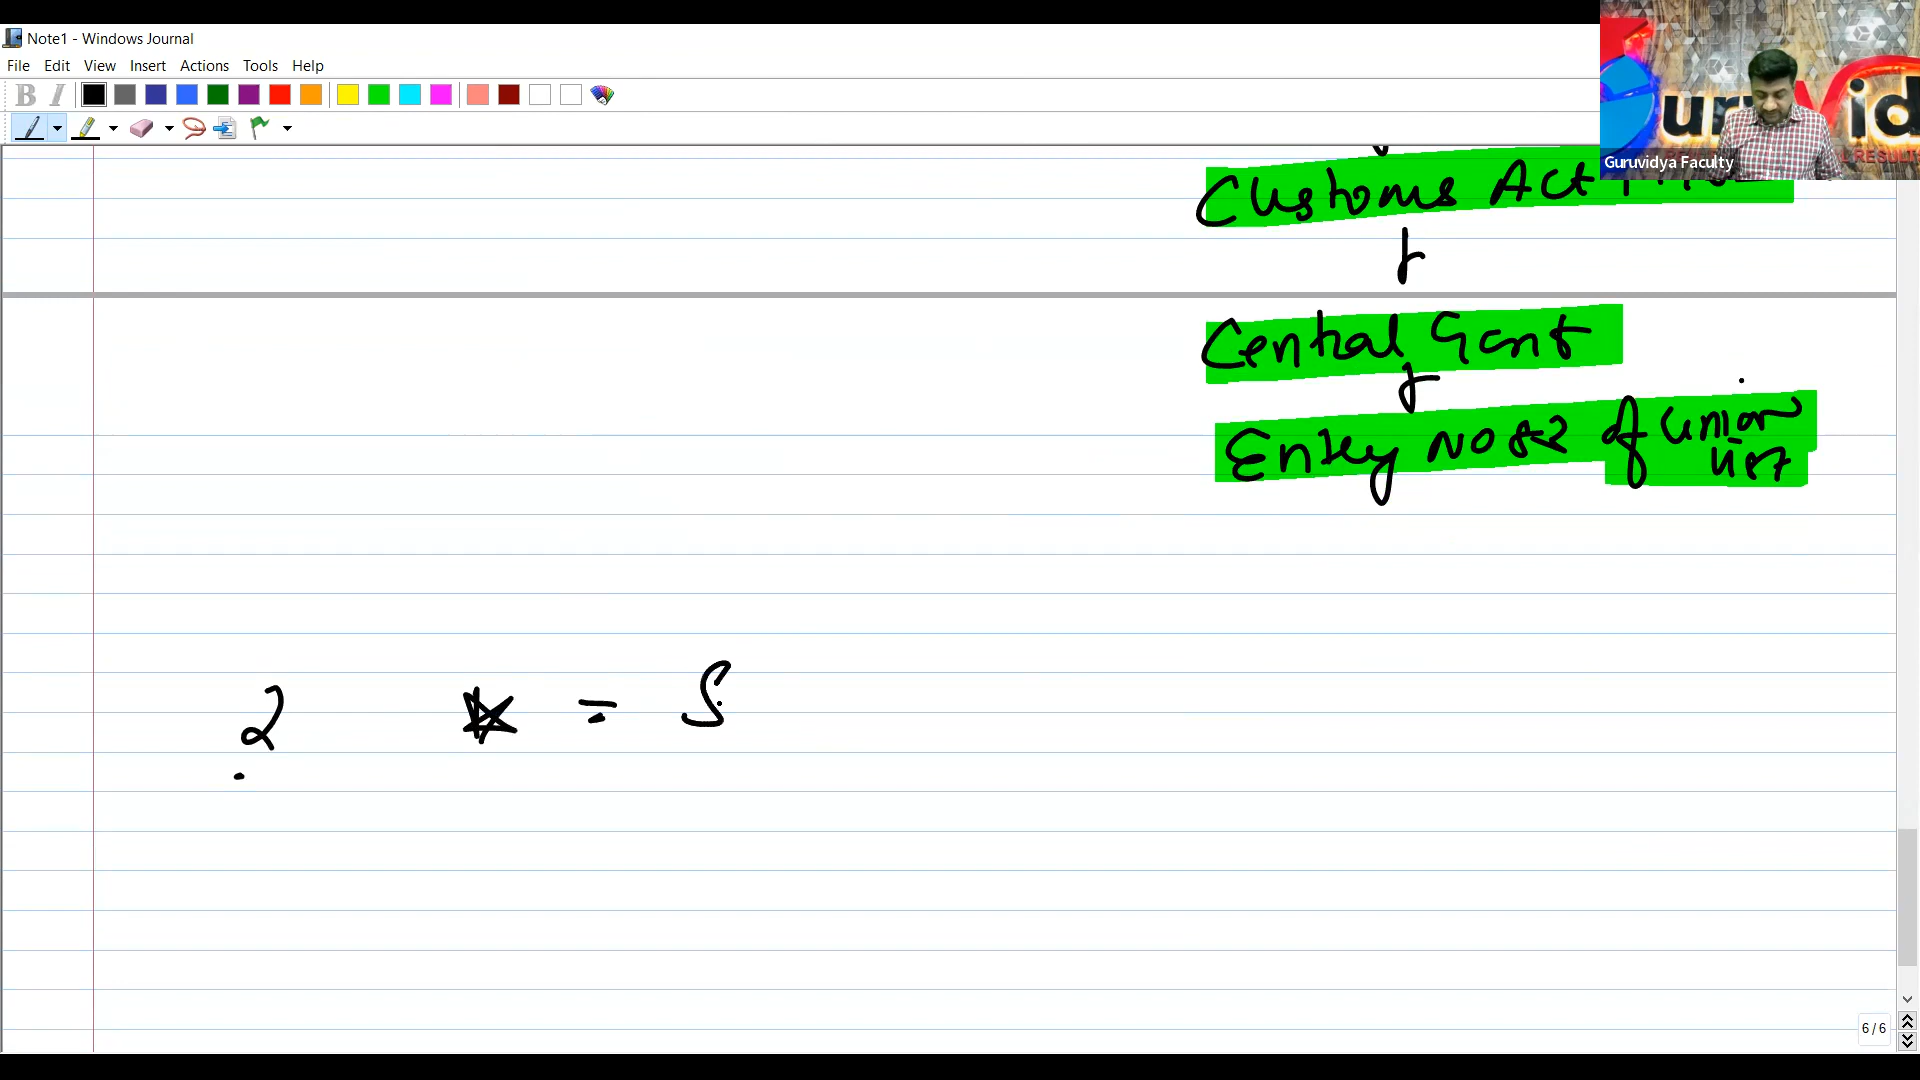 Note1 - Windows Journal
File Edit View Insert Actions Tools Help
B I
Guruvidya Faculty
Customs Act
Central Govt
Entry No 82 of Union
List
2 * = S
6 / 6